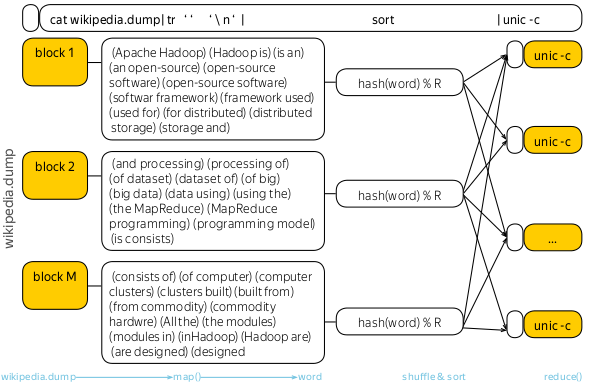 cat wikipedia.dump | tr ‘ ‘ ‘\n‘ | sort | unic -c
block 1
(Apache Hadoop) (Hadoop is) (is an)
(an open-source) (open-source
software) (open-source software)
(softwar framework) (framework used)
(used for) (for distributed) (distributed
storage) (storage and)
hash(word) % R
unic -c
block 2
(and processing) (processing of)
(of dataset) (dataset of) (of big)
(big data) (data using) (using the)
(the MapReduce) (MapReduce
programming) (programming model)
(is consists)
hash(word) % R
unic -c
...
block M
(consists of) (of computer) (computer
clusters) (clusters built) (built from)
(from commodity) (commodity
hardwre) (All the) (the modules)
(modules in) (inHadoop) (Hadoop are)
(are designed) (designed
hash(word) % R
unic -c
wikipedia.dump
wikipedia.dump map() word shuffle & sort reduce()